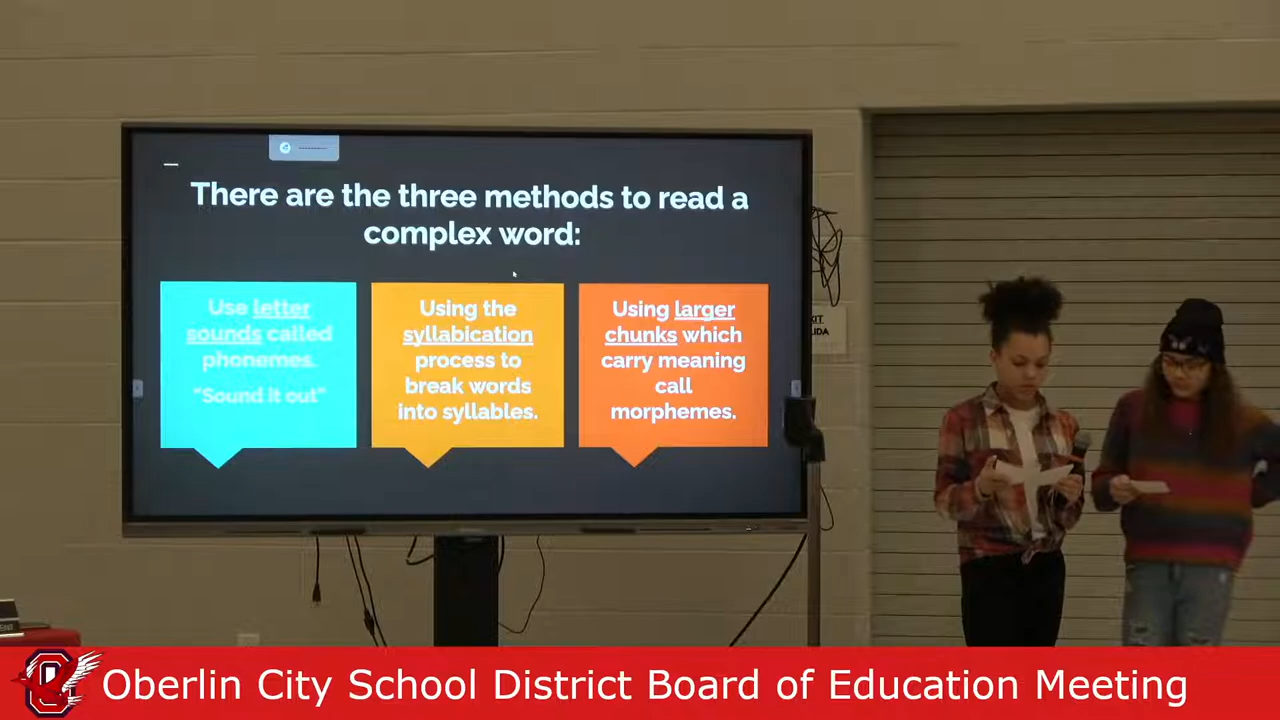 There are the three methods to read a
complex word:
Use letter
sounds called
phonemes.
"Sound it out"
Using the
syllabication
process to
break words
into syllables.
Using larger
chunks which
carry meaning
call
morphemes.
Oberlin City School District Board of Education Meeting